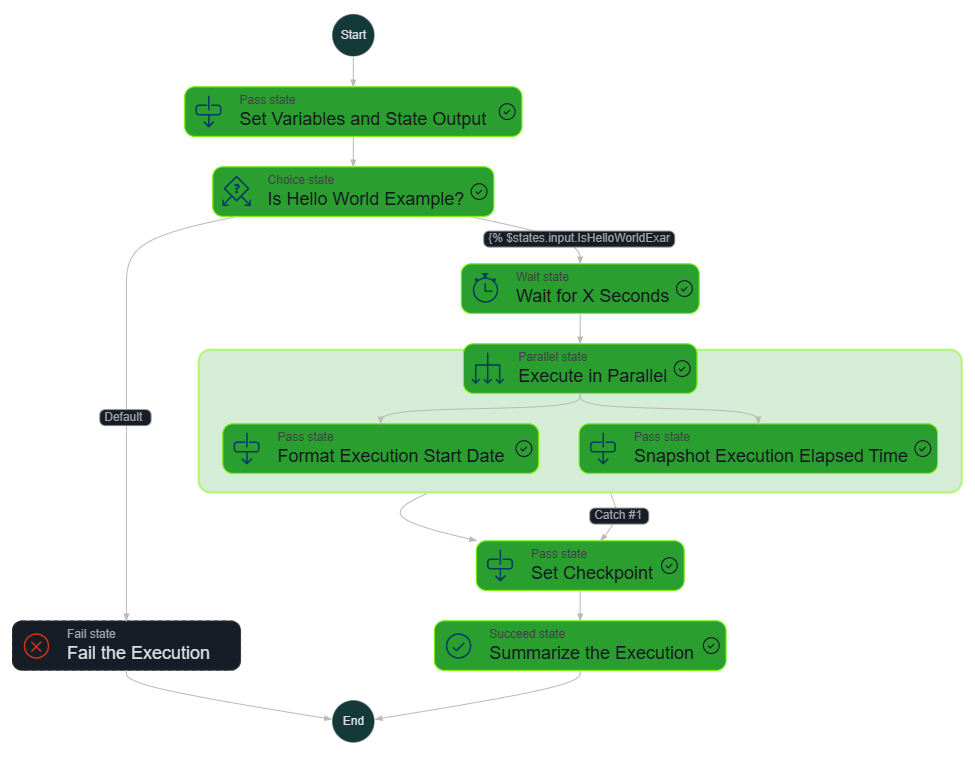 Start
Pass state
Set Variables and State Output
Choice state
Is Hello World Example?
{% $states.input.IsHelloWorldExar
Wait state
Wait for X Seconds
Parallel state
Execute in Parallel
Default
Pass state
Format Execution Start Date
Pass state
Snapshot Execution Elapsed Time
Catch #1
Pass state
Set Checkpoint
Fail state
Fail the Execution
Succeed state
Summarize the Execution
End